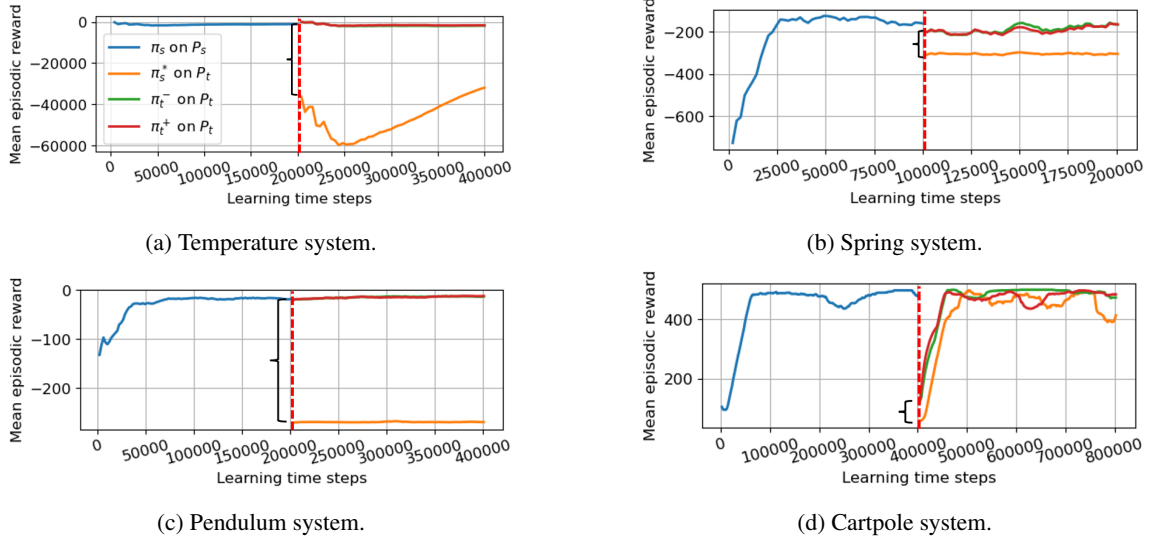 Mean episodic reward
0
−20000
−40000
−60000
π_s on P_s
π_s^* on P_t
π_t^− on P_t
π_t^+ on P_t
0 50000 100000 150000 200000 250000 300000 350000 400000
Learning time steps
(a) Temperature system.
Mean episodic reward
−200
−400
−600
0 25000 50000 75000 100000 125000 150000 175000 200000
Learning time steps
(b) Spring system.
Mean episodic reward
0
−100
−200
0 50000 100000 150000 200000 250000 300000 350000 400000
Learning time steps
(c) Pendulum system.
Mean episodic reward
400
200
0 100000 200000 300000 400000 500000 600000 700000 800000
Learning time steps
(d) Cartpole system.